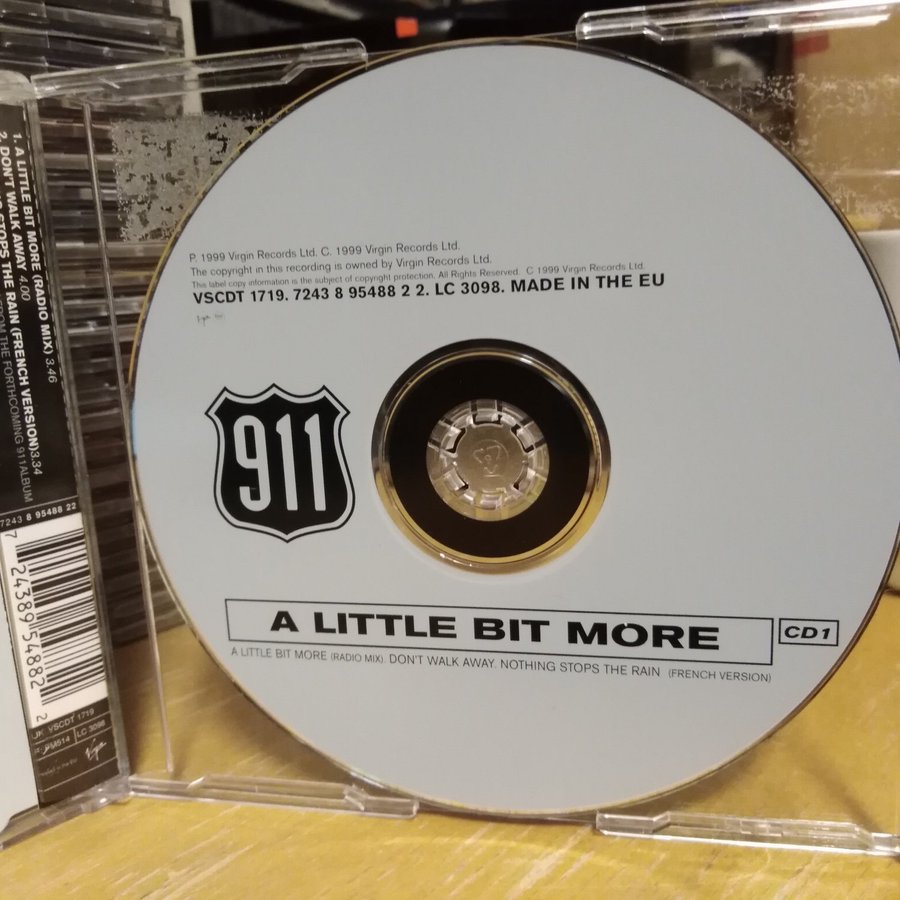 1. A LITTLE BIT MORE (RADIO MIX) 3.46
2. DON'T WALK AWAY 4.00
STOPS THE RAIN (FRENCH VERSION)3.34
FROM THE FORTHCOMING 911 ALBUM
7243 8 95488 22
7 24389 54882 2
UK VSCDT 1719
PM514 LC 3098
Virgin
P. 1999 Virgin Records Ltd. C. 1999 Virgin Records Ltd.
The copyright in this recording is owned by Virgin Records Ltd.
This label copy information is the subject of copyright protection. All Rights Reserved. C 1999 Virgin Records Ltd.
VSCDT 1719. 7243 8 95488 2 2. LC 3098. MADE IN THE EU
911
A LITTLE BIT MORE
CD1
A LITTLE BIT MORE (RADIO MIX). DON'T WALK AWAY. NOTHING STOPS THE RAIN (FRENCH VERSION)